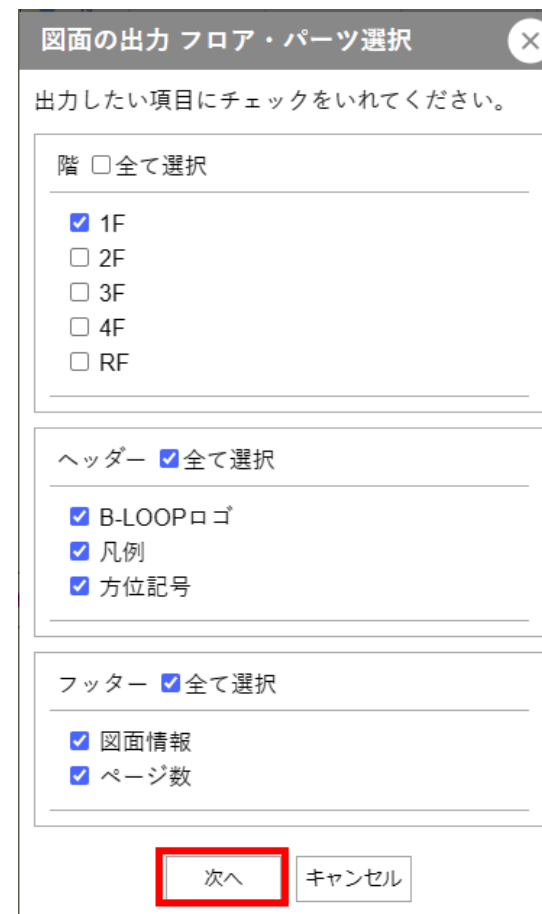 図面の出力 フロア・パーツ選択
出力したい項目にチェックをいれてください。
階 全て選択
1F
2F
3F
4F
RF
ヘッダー 全て選択
B-LOOPロゴ
凡例
方位記号
フッター 全て選択
図面情報
ページ数
次へ キャンセル